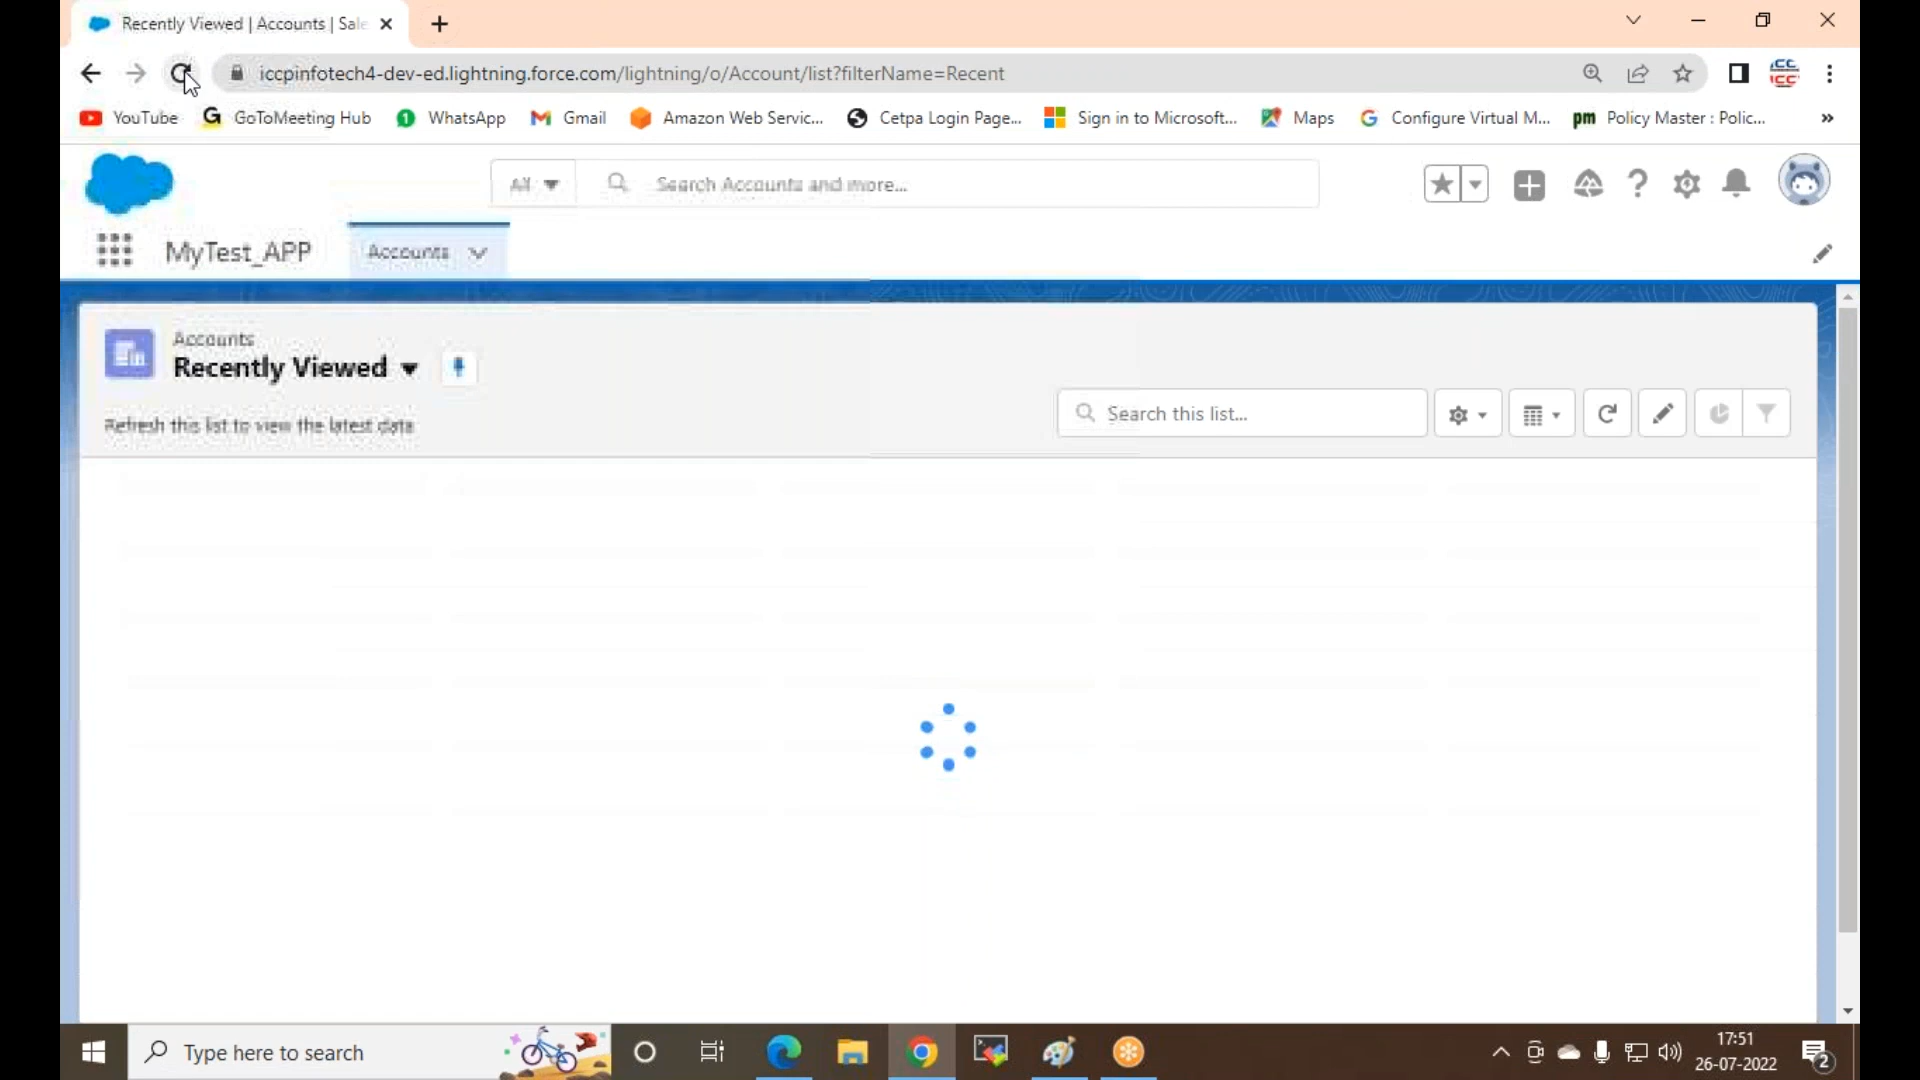 Recently Viewed | Accounts | Sale
iccpinfotech4-dev-ed.lightning.force.com/lightning/o/Account/list?filterName=Recent
YouTube
GoToMeeting Hub
WhatsApp
Gmail
Amazon Web Servic...
Cetpa Login Page...
Sign in to Microsoft...
Maps
Configure Virtual M...
pm Policy Master : Polic...
All
Search Accounts and more...
MyTest_APP
Accounts
Accounts
Recently Viewed
Refresh this list to view the latest data
Search this list...
Type here to search
17:51
26-07-2022
2